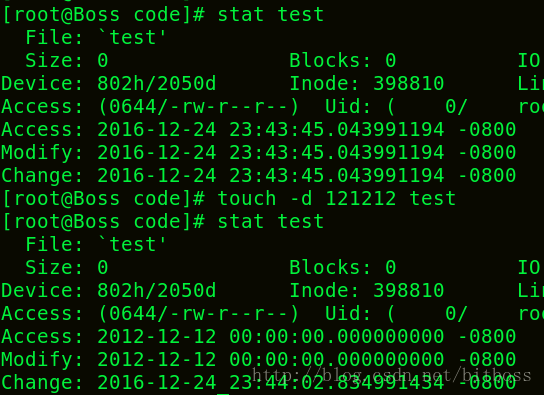 [root@Boss code]# stat test
  File: `test'
  Size: 0               Blocks: 0          IO
Device: 802h/2050d      Inode: 398810      Lin
Access: (0644/-rw-r--r--)  Uid: (    0/    roo
Access: 2016-12-24 23:43:45.043991194 -0800
Modify: 2016-12-24 23:43:45.043991194 -0800
Change: 2016-12-24 23:43:45.043991194 -0800
[root@Boss code]# touch -d 121212 test
[root@Boss code]# stat test
  File: `test'
  Size: 0               Blocks: 0          IO
Device: 802h/2050d      Inode: 398810      Lin
Access: (0644/-rw-r--r--)  Uid: (    0/    roo
Access: 2012-12-12 00:00:00.000000000 -0800
Modify: 2012-12-12 00:00:00.000000000 -0800
Change: 2016-12-24 23:44:02.834991434 -0800
http://blog.csdn.net/bitboss